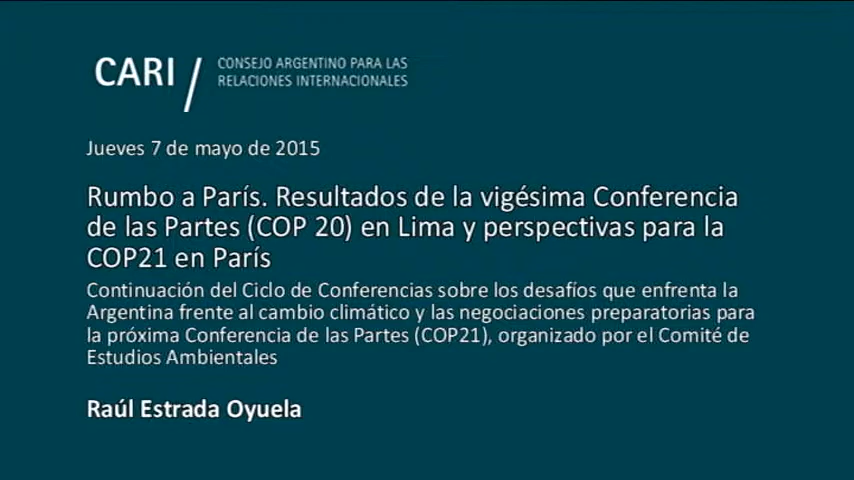 CARI
CONSEJO ARGENTINO PARA LAS
RELACIONES INTERNACIONALES
Jueves 7 de mayo de 2015
Rumbo a París. Resultados de la vigésima Conferencia
de las Partes (COP 20) en Lima y perspectivas para la
COP21 en París
Continuación del Ciclo de Conferencias sobre los desafíos que enfrenta la
Argentina frente al cambio climático y las negociaciones preparatorias para
la próxima Conferencia de las Partes (COP21), organizado por el Comité de
Estudios Ambientales
Raúl Estrada Oyuela